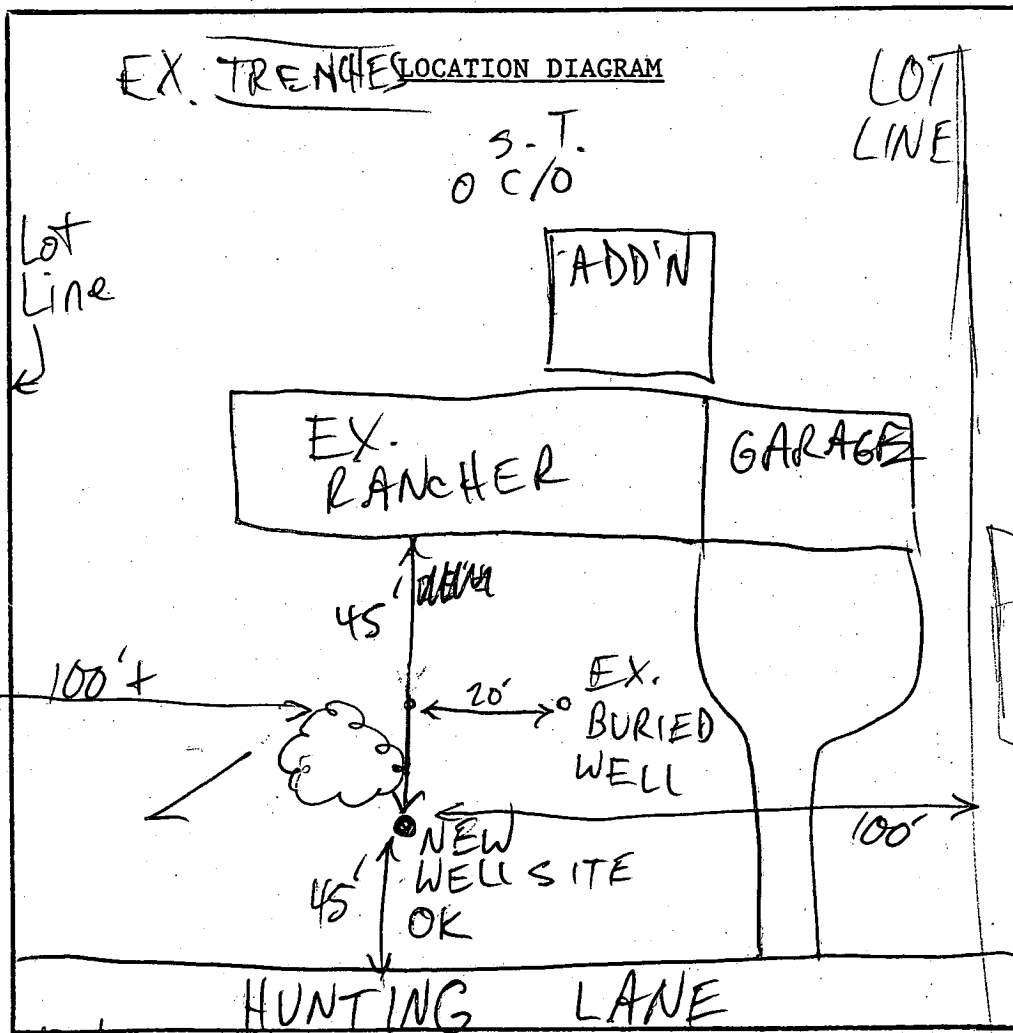 EX. TRENCHES LOCATION DIAGRAM
LOT
LINE
S.T.
O C/O
Lot
Line
ADD'N
EX.
RANCHER
GARAGE
45'
100'+
20'
EX.
BURIED
WELL
100'
NEW
WELL SITE
OK
45'
HUNTING LANE